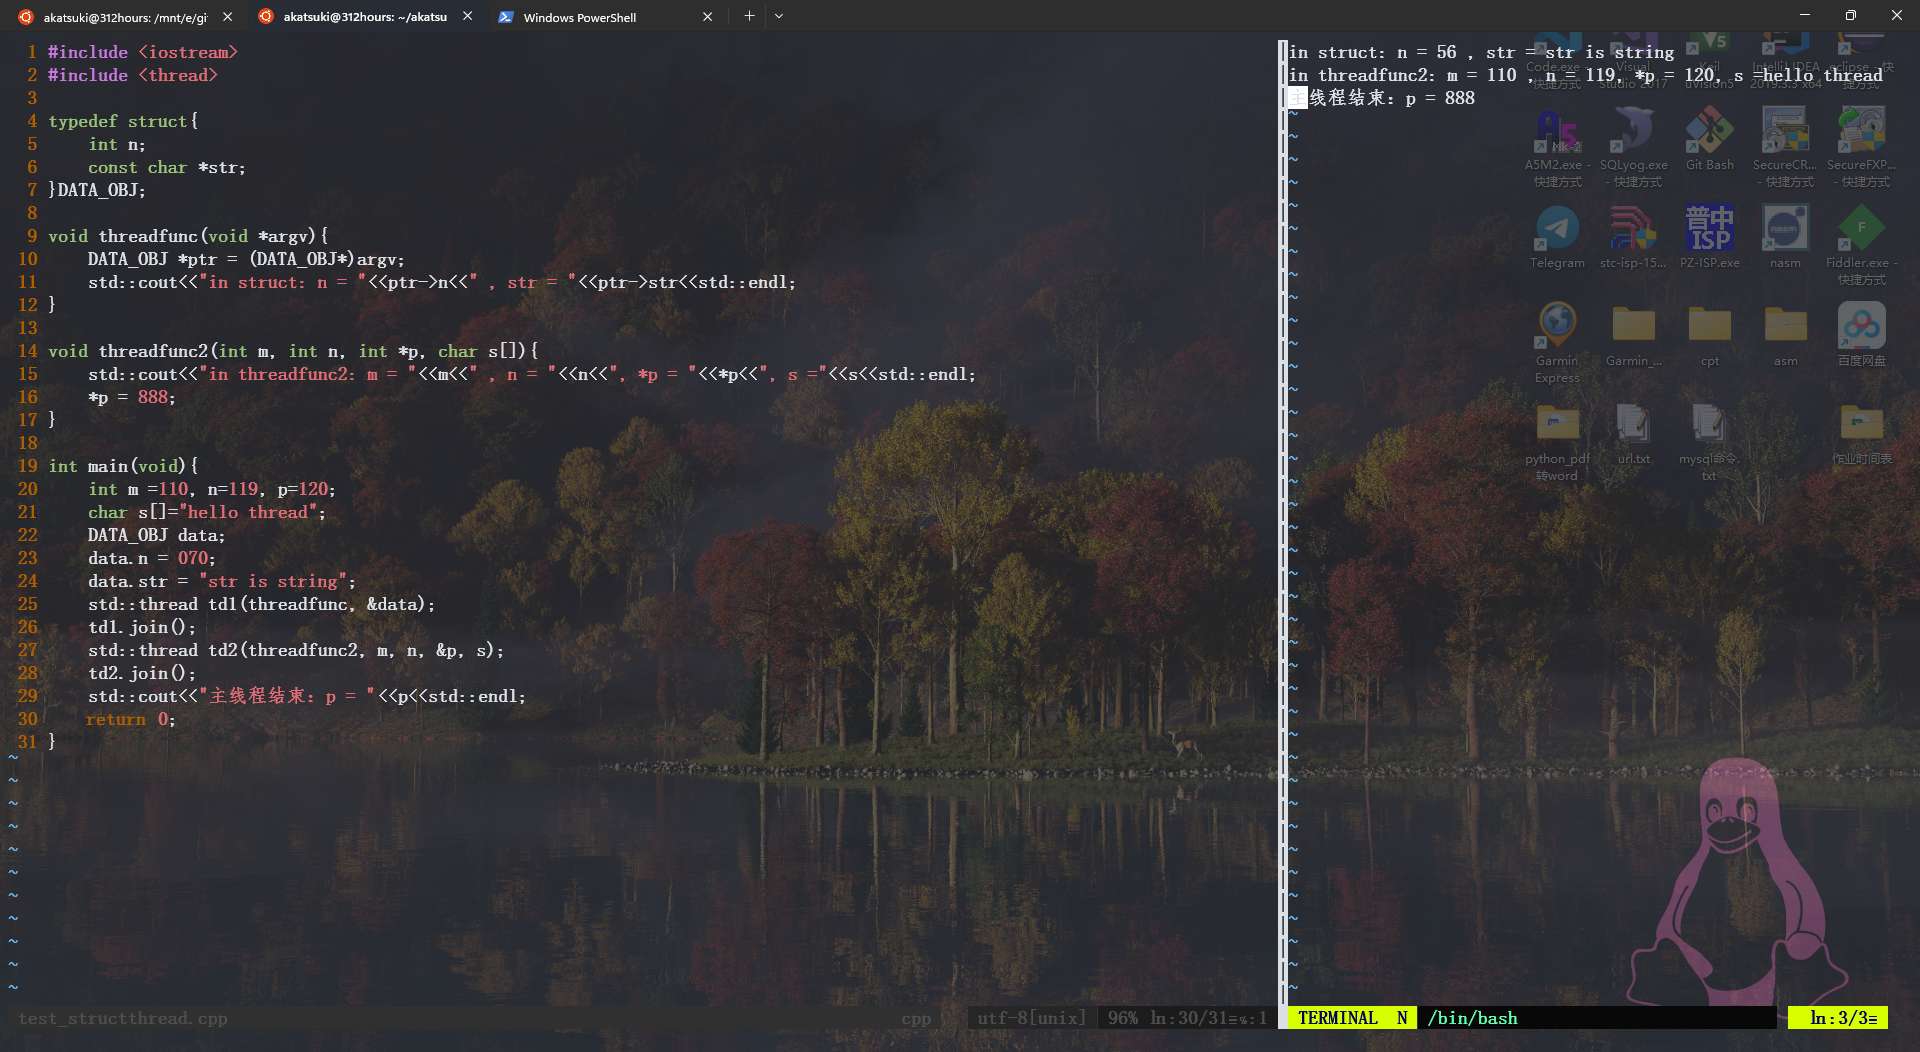 akatsuki@312hours: /mnt/e/gi
akatsuki@312hours: ~/akatsu
Windows PowerShell
1 #include <iostream>
2 #include <thread>
3
4 typedef struct{
5     int n;
6     const char *str;
7 }DATA_OBJ;
8
9 void threadfunc(void *argv){
10     DATA_OBJ *ptr = (DATA_OBJ*)argv;
11     std::cout<<"in struct: n = "<<ptr->n<<" , str = "<<ptr->str<<std::endl;
12 }
13
14 void threadfunc2(int m, int n, int *p, char s[]){
15     std::cout<<"in threadfunc2: m = "<<m<<" , n = "<<n<<", *p = "<<*p<<", s ="<<s<<std::endl;
16     *p = 888;
17 }
18
19 int main(void){
20     int m =110, n=119, p=120;
21     char s[]="hello thread";
22     DATA_OBJ data;
23     data.n = 070;
24     data.str = "str is string";
25     std::thread td1(threadfunc, &data);
26     td1.join();
27     std::thread td2(threadfunc2, m, n, &p, s);
28     td2.join();
29     std::cout<<"主线程结束: p = "<<p<<std::endl;
30     return 0;
31 }
test_structthread.cpp
cpp
utf-8[unix]
96% ln:30/31≡℅:1
in struct: n = 56 , str = str is string
in threadfunc2: m = 110 , n = 119, *p = 120, s =hello thread
主线程结束: p = 888
Code.exe - 快捷方式
Visual Studio 2017
Keil uVision5
IntelliJ IDEA 2019.3.3 x64
eclipse - 快捷方式
A5M2.exe - 快捷方式
SQLyog.exe - 快捷方式
Git Bash
SecureCR... - 快捷方式
SecureFXP... - 快捷方式
普中
ISP
Telegram
stc-isp-15...
PZ-ISP.exe
nasm
Fiddler.exe - 快捷方式
Garmin Express
Garmin_...
cpt
asm
百度网盘
python_pdf转word
url.txt
mysql命令.txt
作业时间表
TERMINAL N
/bin/bash
ln:3/3≡